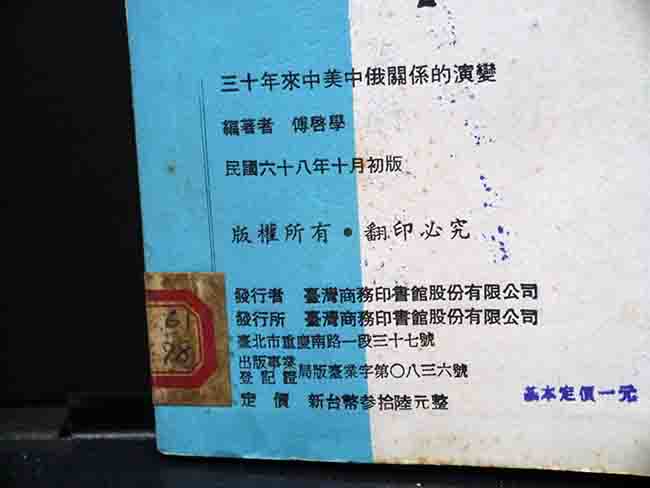 三十年來中美中俄關係的演變
編著者 傅啓學
民國六十八年十月初版
版權所有•翻印必究
發行者 臺灣商務印書館股份有限公司
發行所 臺灣商務印書館股份有限公司
臺北市重慶南路一段三十七號
出版事業
登記證 局版臺業字第〇八三六號
定價 新台幣参拾陸元整
基本定價一元
61
98